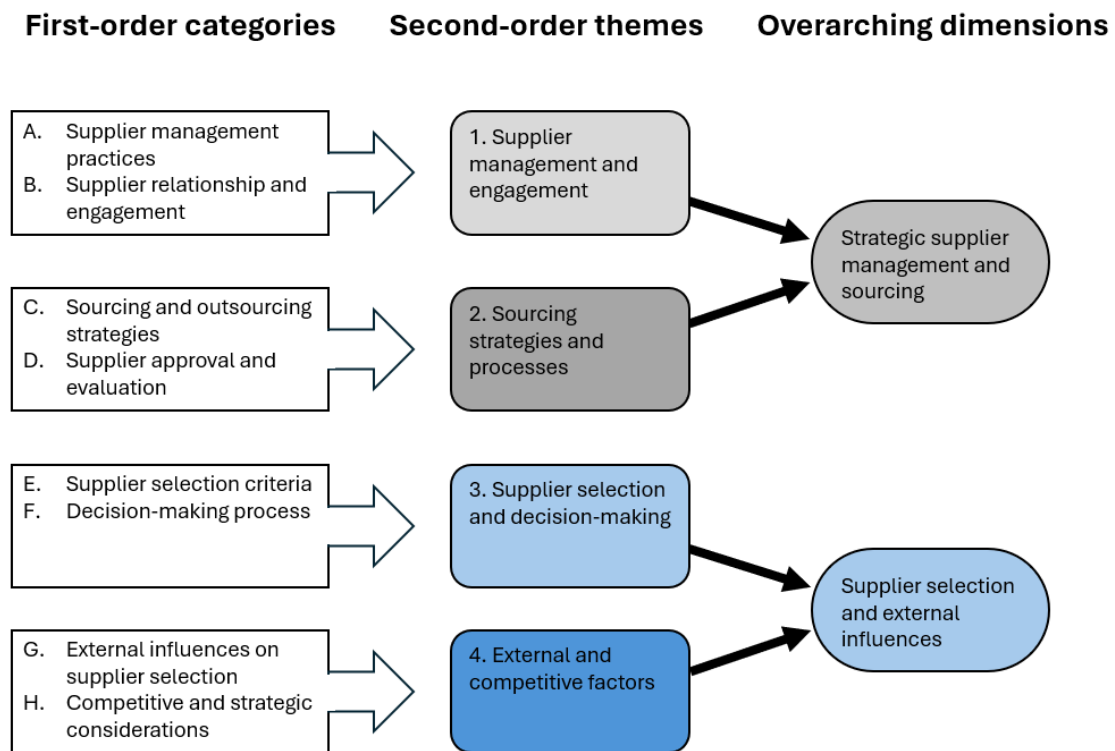 First-order categories
Second-order themes
Overarching dimensions
A. Supplier management
practices
B. Supplier relationship and
engagement
1. Supplier
management and
engagement
Strategic supplier
management and
sourcing
C. Sourcing and outsourcing
strategies
D. Supplier approval and
evaluation
2. Sourcing
strategies and
processes
E. Supplier selection criteria
F. Decision-making process
3. Supplier selection
and decision-making
Supplier selection
and external
influences
G. External influences on
supplier selection
H. Competitive and strategic
considerations
4. External and
competitive factors